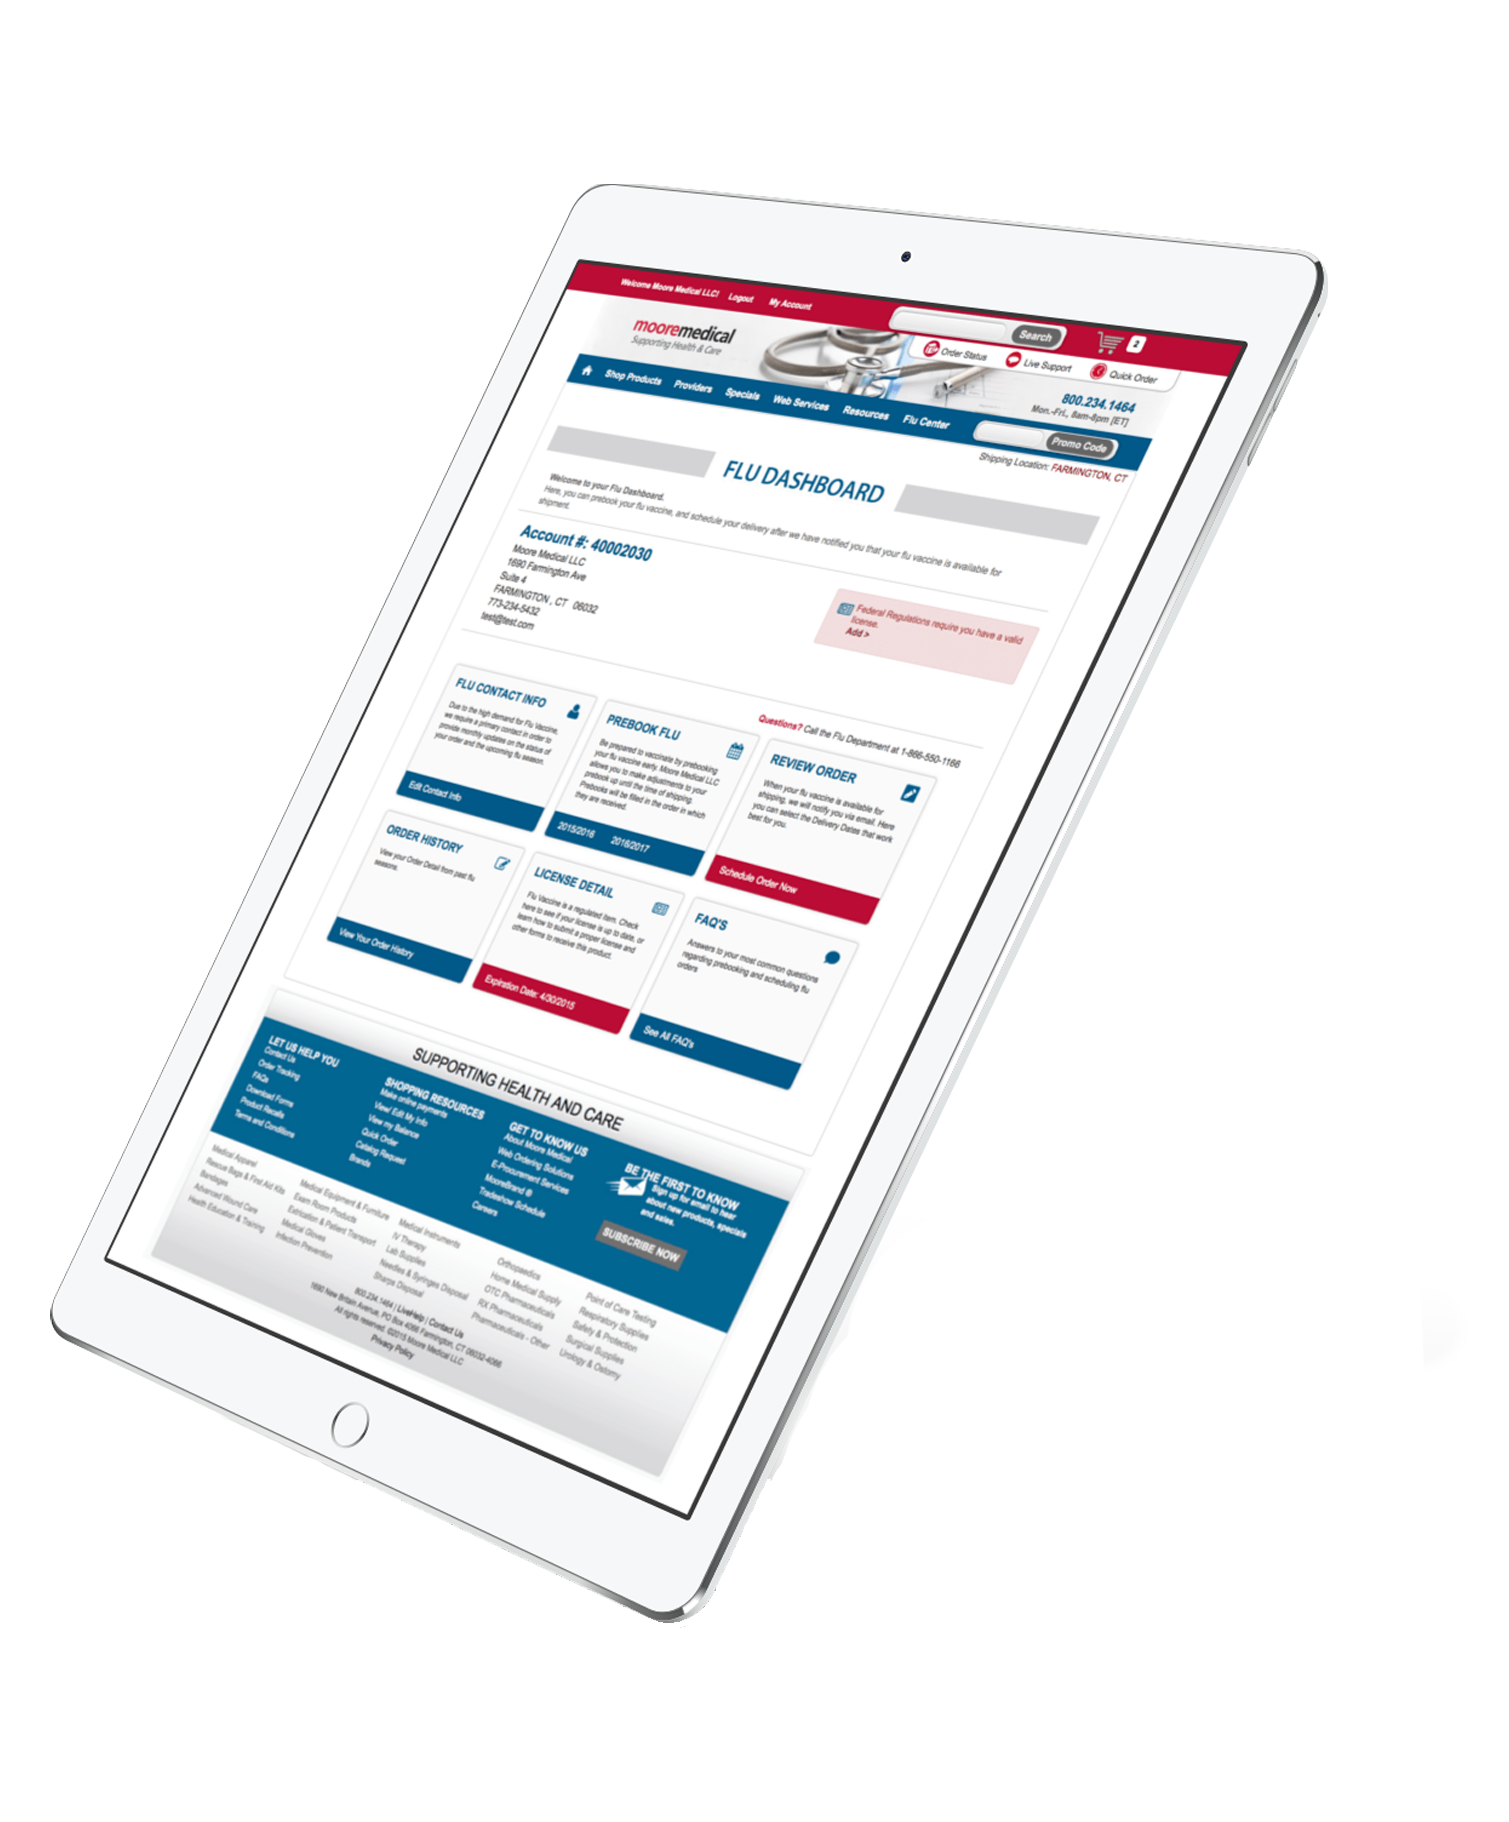 Welcome Moore Medical LLC! Logout My Account
Search
2
mooremedical
Supporting Health & Care
Order Status Live Support Quick Order
800.234.1464
Mon.-Fri., 8am-8pm [ET]
Shop Products Providers Specials Web Services Resources Flu Center
Promo Code
Shipping Location: FARMINGTON, CT
FLU DASHBOARD
Welcome to your Flu Dashboard.
Here, you can prebook your flu vaccine, and schedule your delivery after we have notified you that your flu vaccine is available for
shipment.
Account #: 40002030
Moore Medical LLC
1690 Farmington Ave
Suite 4
FARMINGTON , CT 06032
773-234-5432
test@test.com
Federal Regulations require you have a valid
license.
Add >
Questions? Call the Flu Department at 1-866-550-1166
FLU CONTACT INFO
Due to the high demand for Flu Vaccine,
we require a primary contact in order to
provide monthly updates on the status of
your order and the upcoming flu season.
Edit Contact Info
PREBOOK FLU
Be prepared to vaccinate by prebooking
your flu vaccine early. Moore Medical LLC
allows you to make adjustments to your
prebook up until the time of shipping.
Prebooks will be filled in the order in which
they are received.
2015/2016 2016/2017
REVIEW ORDER
When your flu vaccine is available for
shipping, we will notify you via email. Here
you can select the Delivery Dates that work
best for you.
Schedule Order Now
ORDER HISTORY
View your Order Detail from past flu
seasons.
View Your Order History
LICENSE DETAIL
Flu Vaccine is a regulated item. Check
here to see if your license is up to date, or
learn how to submit a proper license and
other forms to receive this product.
Expiration Date: 4/30/2015
FAQ'S
Answers to your most common questions
regarding prebooking and scheduling flu
orders
See All FAQ's
SUPPORTING HEALTH AND CARE
LET US HELP YOU
Contact Us
Order Tracking
FAQs
Download Forms
Product Recalls
Terms and Conditions
SHOPPING RESOURCES
Make online payments
View/ Edit My Info
View my Balance
Quick Order
Catalog Request
Brands
GET TO KNOW US
About Moore Medical
Web Ordering Solutions
E-Procurement Services
MooreBrand ®
Tradeshow Schedule
Careers
BE THE FIRST TO KNOW
Sign up for email to hear
about new products, specials
and sales.
SUBSCRIBE NOW
Medical Apparel
Rescue Bags & First Aid Kits
Bandages
Advanced Wound Care
Health Education & Training
Medical Equipment & Furniture
Exam Room Products
Extrication & Patient Transport
Medical Gloves
Infection Prevention
Medical Instruments
IV Therapy
Lab Supplies
Needles & Syringes Disposal
Sharps Disposal
Orthopaedics
Home Medical Supply
OTC Pharmaceuticals
RX Pharmaceuticals
Pharmaceuticals - Other
Point of Care Testing
Respiratory Supplies
Safety & Protection
Surgical Supplies
Urology & Ostomy
800.234.1464 | LiveHelp | Contact Us
1690 New Britain Avenue, PO Box 4066 Farmington, CT 06032-4066
All rights reserved. ©2015 Moore Medical LLC
Privacy Policy